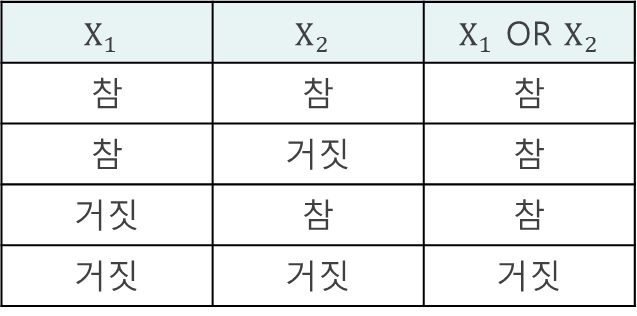 X₁ X₂ X₁ OR X₂
참 참 참
참 거짓 참
거짓 참 참
거짓 거짓 거짓